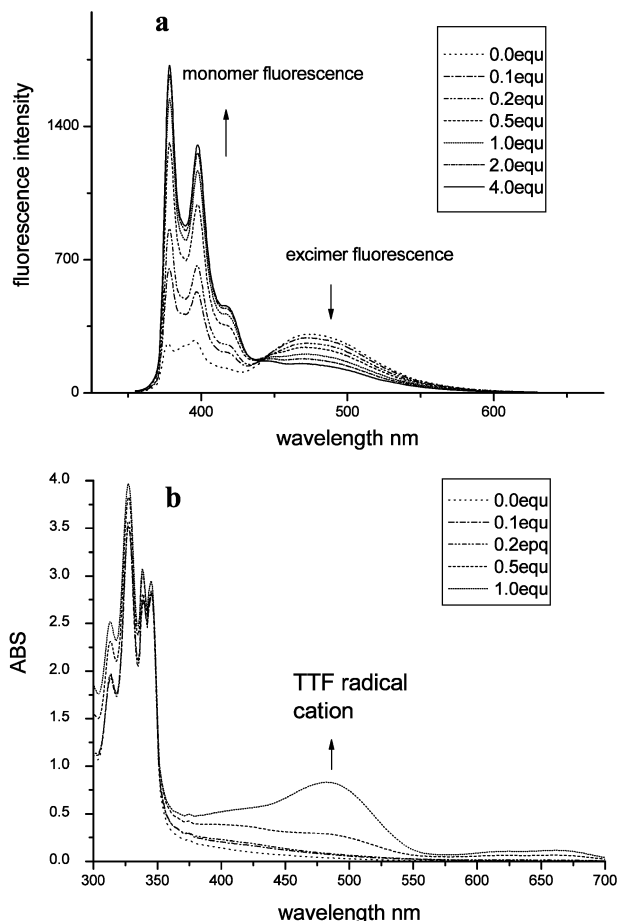 a
monomer fluorescence
excimer fluorescence
0.0equ
0.1equ
0.2equ
0.5equ
1.0equ
2.0equ
4.0equ
fluorescence intensity
1400
700
0
400
500
600
wavelength nm
b
0.0equ
0.1equ
0.2epq
0.5equ
1.0equ
TTF radical
cation
ABS
4.0
3.5
3.0
2.5
2.0
1.5
1.0
0.5
0.0
300
350
400
450
500
550
600
650
700
wavelength nm